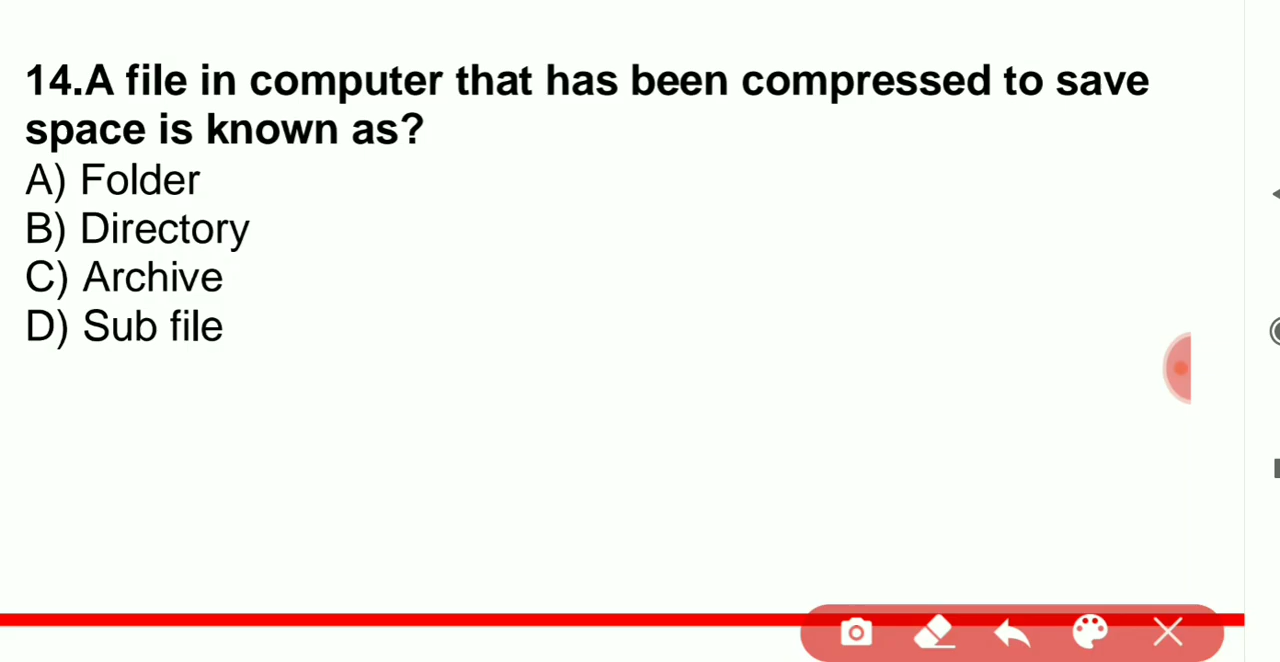 14.A file in computer that has been compressed to save
space is known as?
A) Folder
B) Directory
C) Archive
D) Sub file